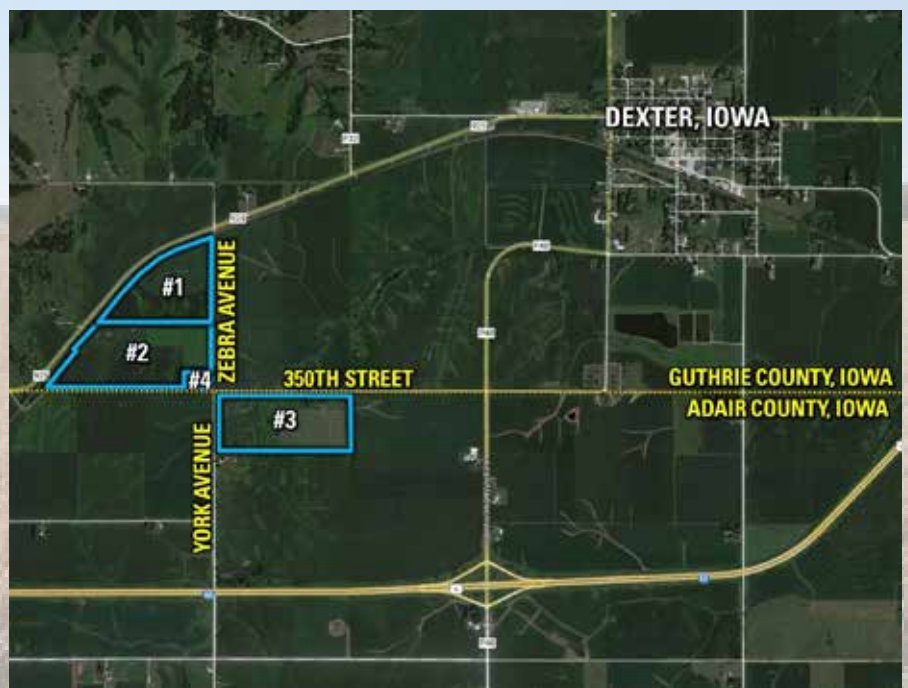 DEXTER, IOWA
#1
ZEBRA AVENUE
#2
#4
350TH STREET
GUTHRIE COUNTY, IOWA
ADAIR COUNTY, IOWA
#3
YORK AVENUE